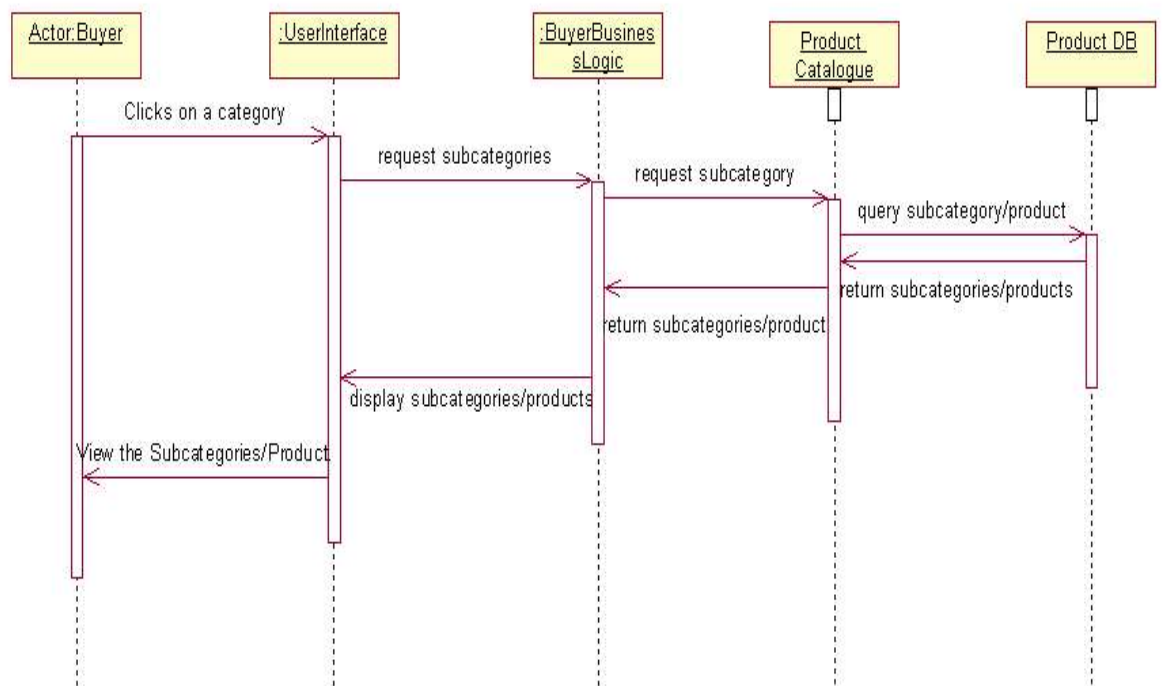 Actor:Buyer
:UserInterface
:BuyerBusines
sLogic
Product
Catalogue
Product DB
Clicks on a category
request subcategories
request subcategory
query subcategory/product
return subcategories/products
return subcategories/product
display subcategories/products
View the Subcategories/Product